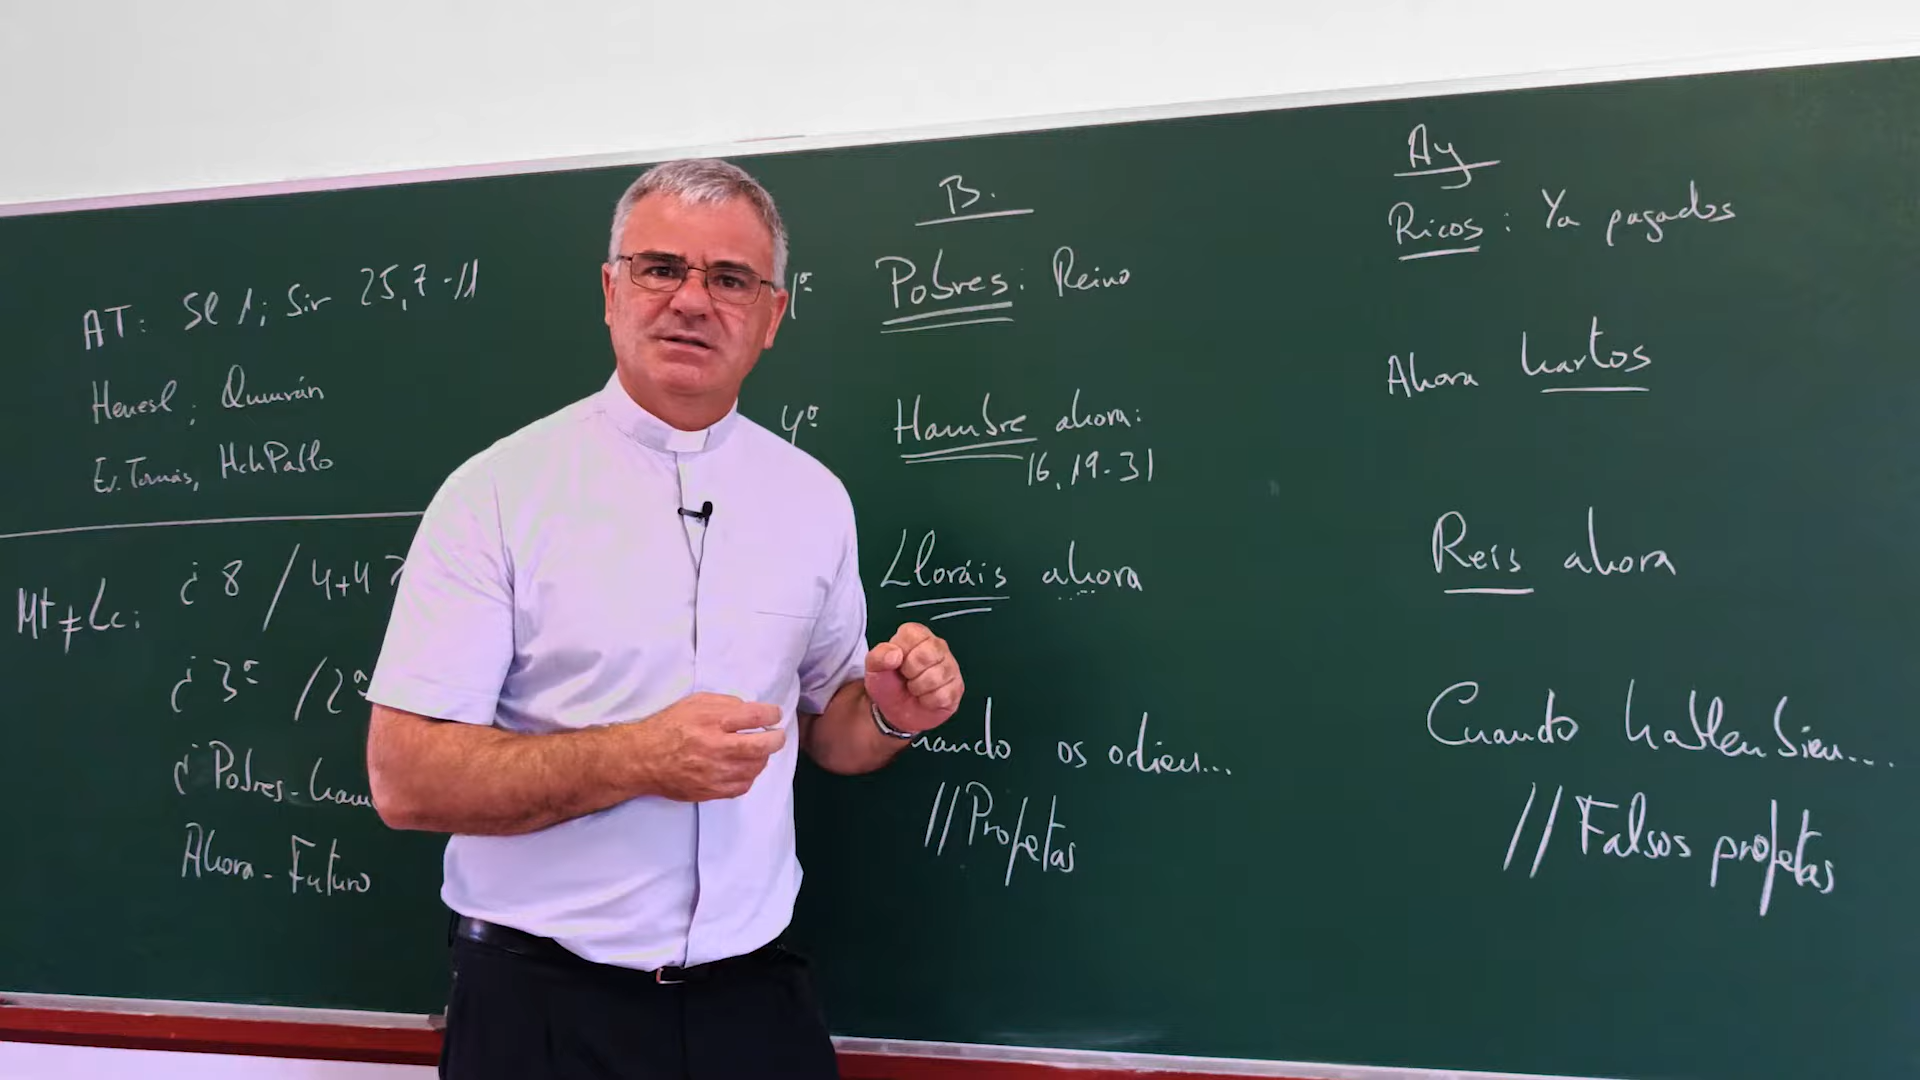 AT: Sl 1; Sir 25,7-11
Henesl; Qumrán
Ev. Tomás, HchPablo
Mt ≠ Lc: ¿8 / 4+4?
¿3ª /2ª
¿Pobres-ham
Ahora-Futuro
B.
1º Pobres: Reino
4º Hambre ahora:
16,19-31
Lloráis ahora
uando os odien...
//Profetas
Ay
Ricos: Ya pagados
Ahora hartos
Reís ahora
Cuando hablen bien...
//Falsos profetas